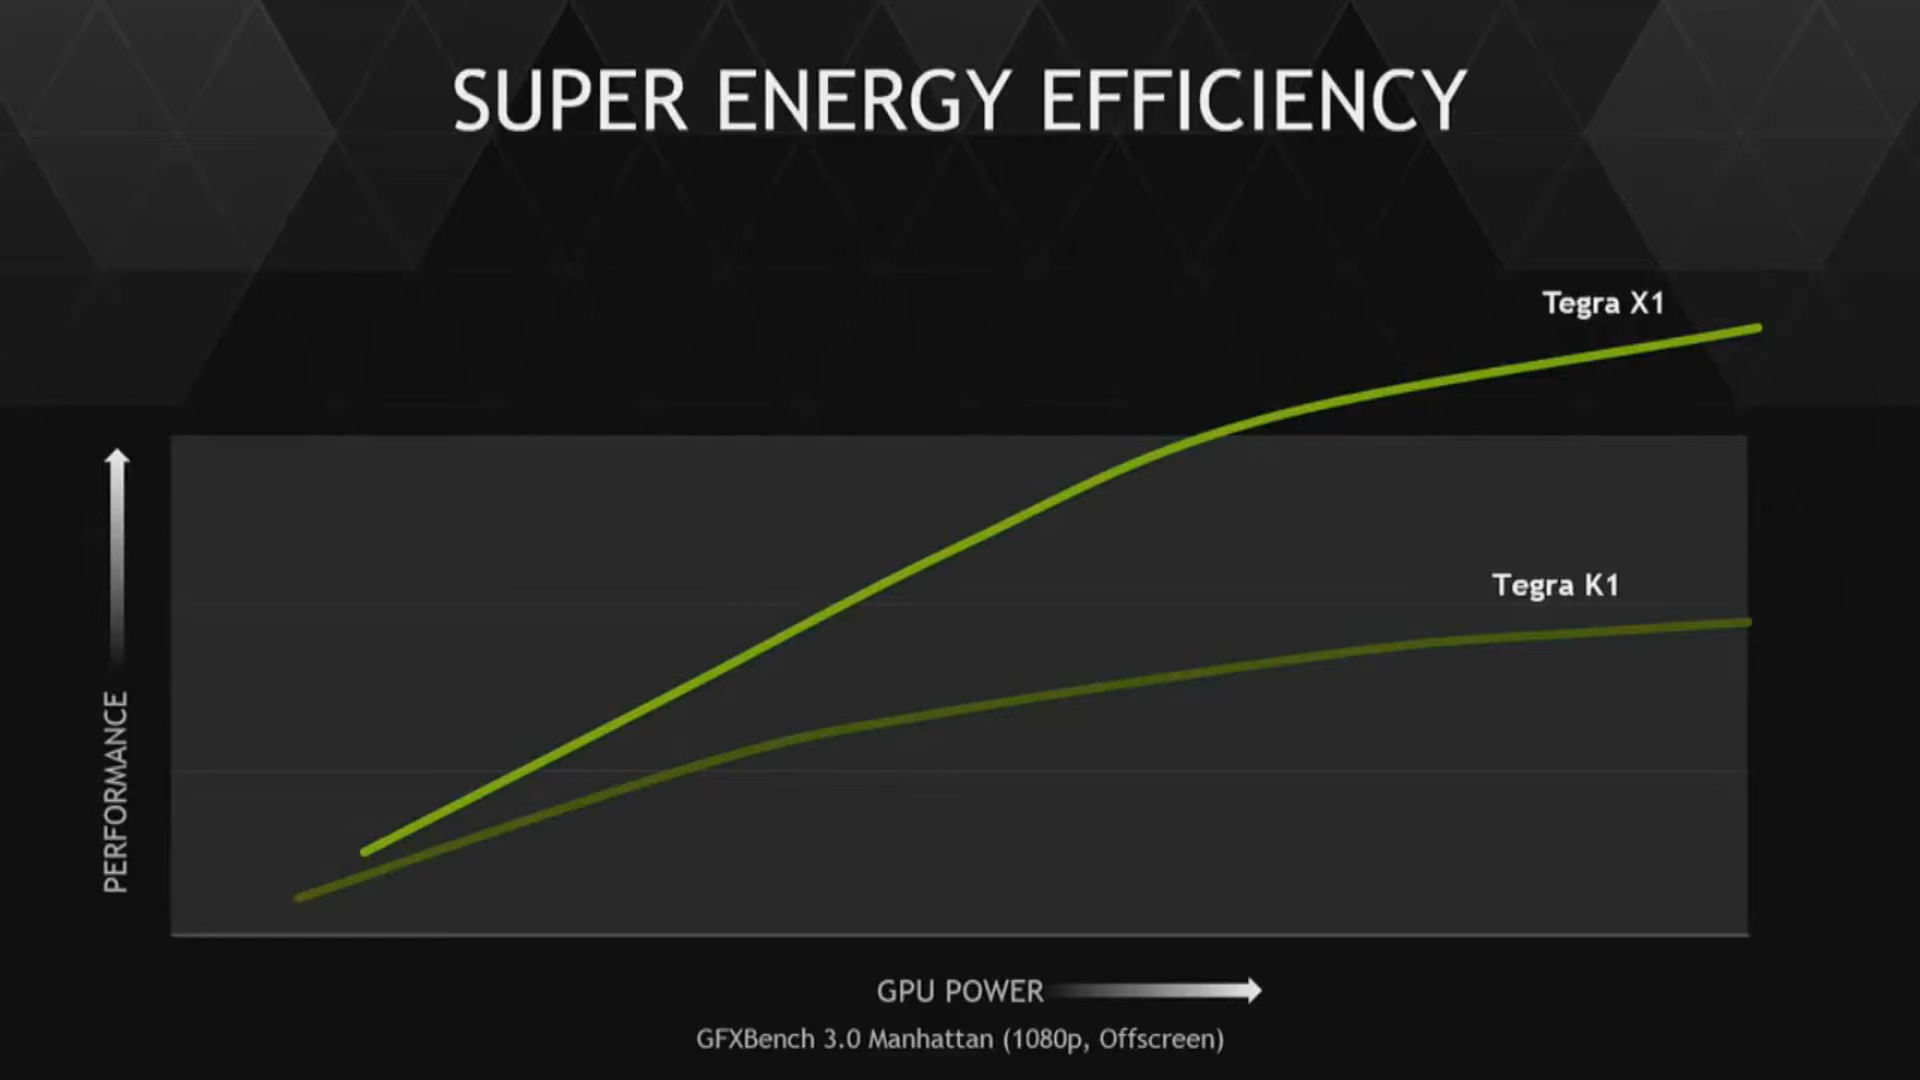 SUPER ENERGY EFFICIENCY
Tegra X1
Tegra K1
PERFORMANCE
GPU POWER
GFXBench 3.0 Manhattan (1080p, Offscreen)